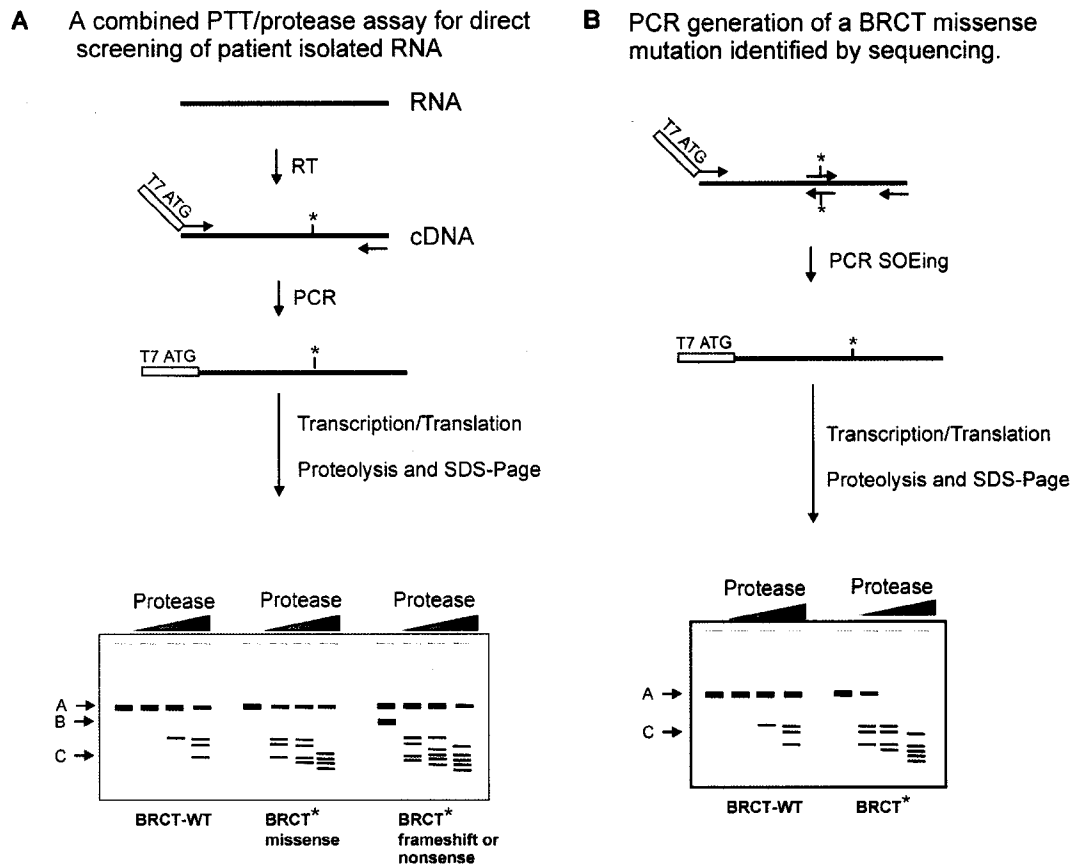 A A combined PTT/protease assay for direct
screening of patient isolated RNA
RNA
RT
T7 ATG
*
cDNA
PCR
T7 ATG
*
Transcription/Translation
Proteolysis and SDS-Page
Protease Protease Protease
A
B
C
BRCT-WT
BRCT*
missense
BRCT*
frameshift or
nonsense
B PCR generation of a BRCT missense
mutation identified by sequencing.
T7 ATG
*
*
PCR SOEing
T7 ATG
*
Transcription/Translation
Proteolysis and SDS-Page
Protease Protease
A
C
BRCT-WT BRCT*